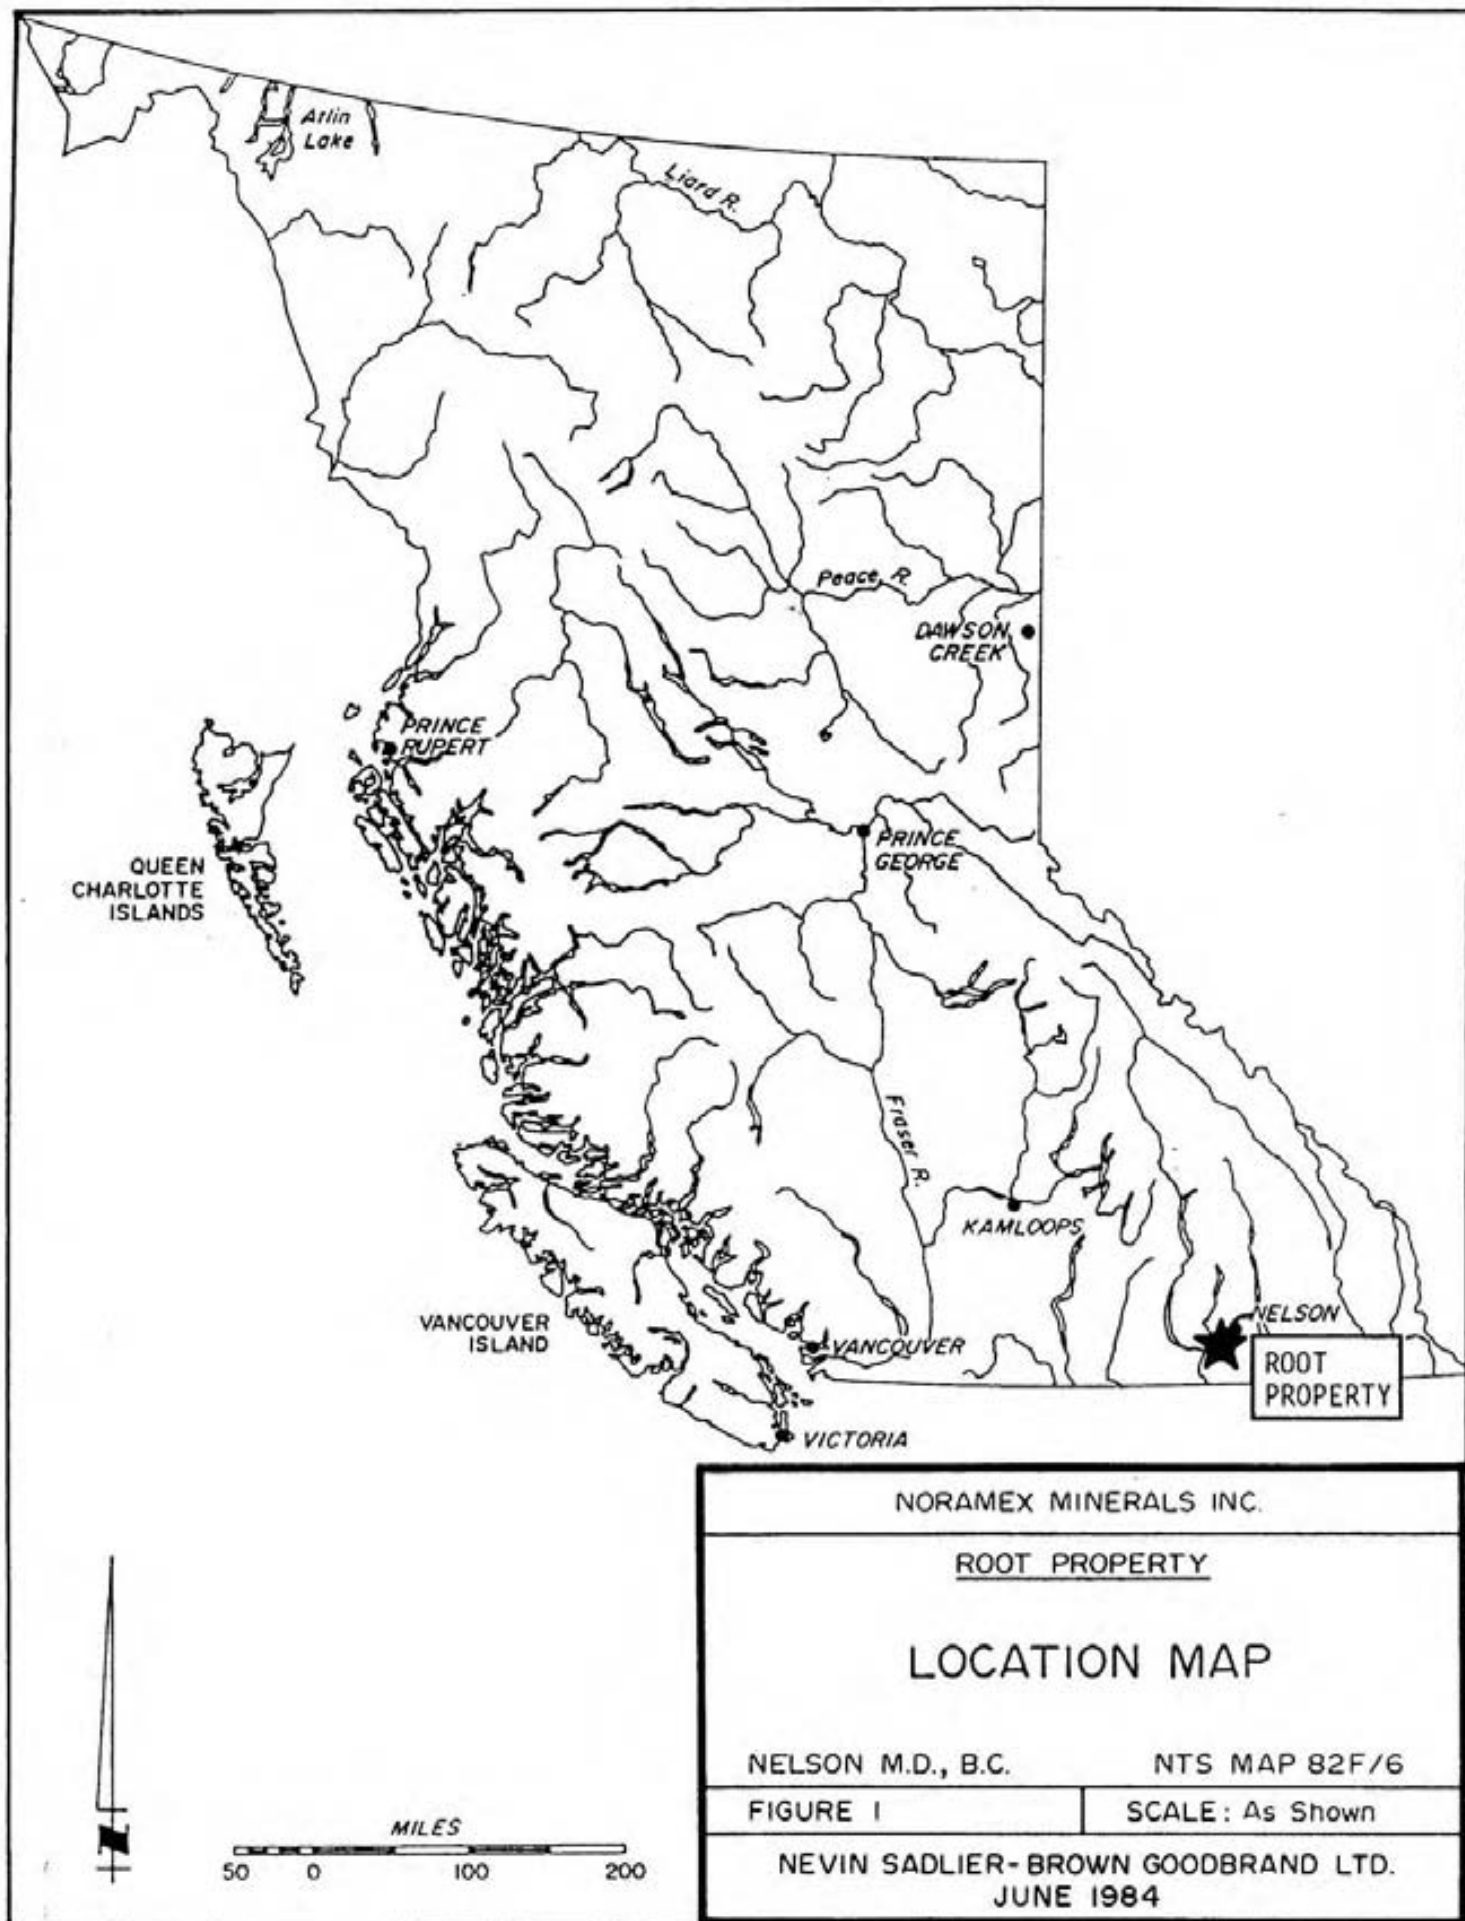 Atlin
Lake
Liard R.
Peace R.
DAWSON
CREEK
PRINCE
RUPERT
PRINCE
GEORGE
QUEEN
CHARLOTTE
ISLANDS
Fraser R.
KAMLOOPS
VANCOUVER
ISLAND
VANCOUVER
NELSON
ROOT
PROPERTY
VICTORIA
NORAMEX MINERALS INC.
ROOT PROPERTY
LOCATION MAP
NELSON M.D., B.C. NTS MAP 82F/6
FIGURE 1 SCALE: As Shown
NEVIN SADLIER-BROWN GOODBRAND LTD.
JUNE 1984
N
MILES
50 0 100 200